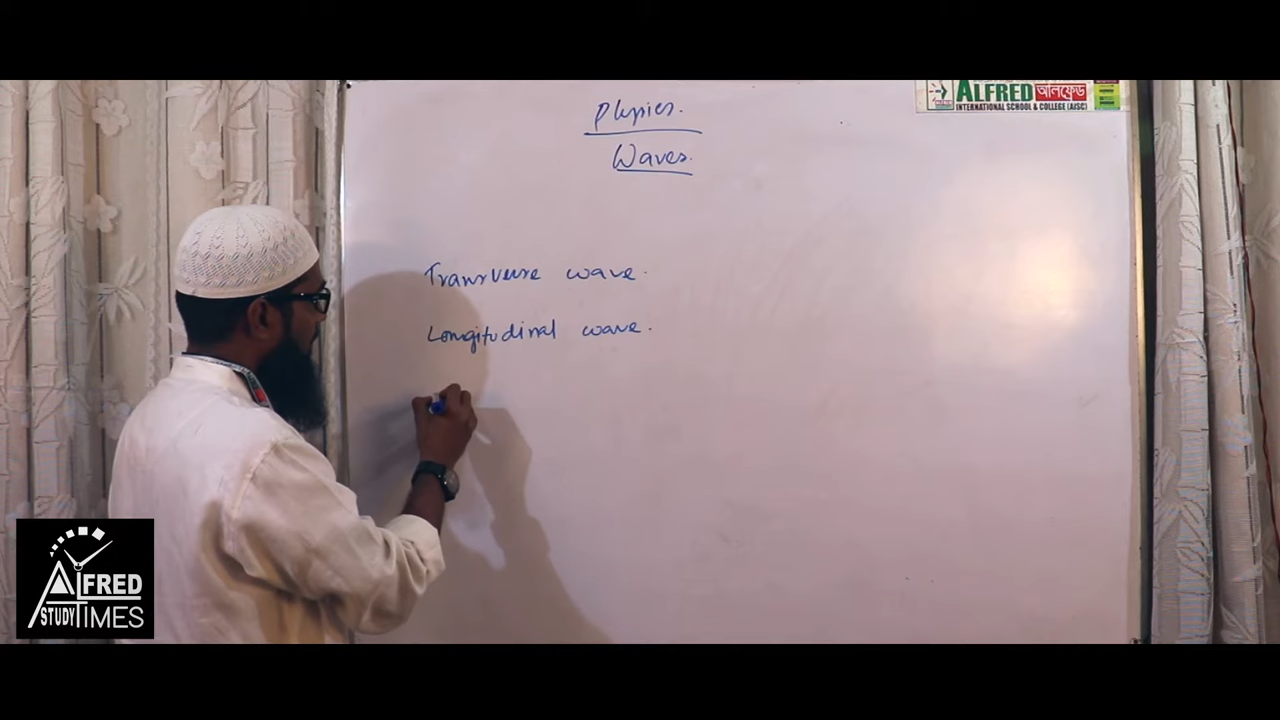 Physics.
Waves.
Transverse wave.
Longitudinal wave.
ALFRED আলফ্রেড
INTERNATIONAL SCHOOL & COLLEGE (AISC)
ALFRED
STUDY TIMES